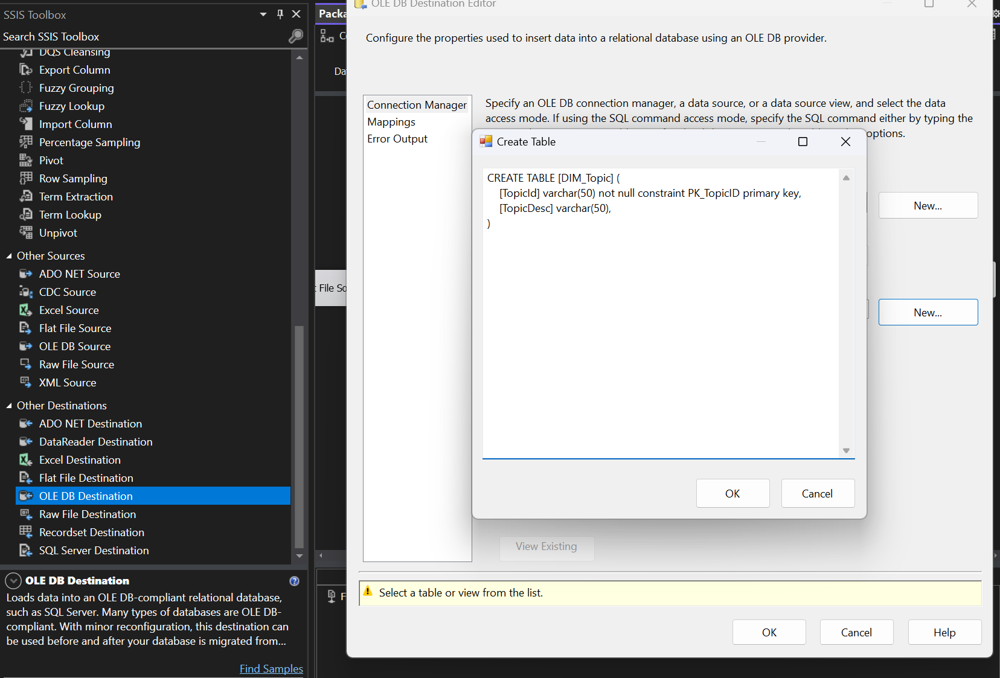 SSIS Toolbox
Search SSIS Toolbox
DQS Cleansing
Export Column
Fuzzy Grouping
Fuzzy Lookup
Import Column
Percentage Sampling
Pivot
Row Sampling
Term Extraction
Term Lookup
Unpivot
Other Sources
ADO NET Source
CDC Source
Excel Source
Flat File Source
OLE DB Source
Raw File Source
XML Source
Other Destinations
ADO NET Destination
DataReader Destination
Excel Destination
Flat File Destination
OLE DB Destination
Raw File Destination
Recordset Destination
SQL Server Destination
OLE DB Destination
Loads data into an OLE DB-compliant relational database,
such as SQL Server. Many types of databases are OLE DB-
compliant. With minor reconfiguration, this destination can
be used before and after your database is migrated from...
Find Samples
Packa
Da
File So
OLE DB Destination Editor
Configure the properties used to insert data into a relational database using an OLE DB provider.
Connection Manager
Mappings
Error Output
Specify an OLE DB connection manager, a data source, or a data source view, and select the data
access mode. If using the SQL command access mode, specify the SQL command either by typing the
options.
New...
New...
Create Table
CREATE TABLE [DIM_Topic] (
[TopicId] varchar(50) not null constraint PK_TopicID primary key,
[TopicDesc] varchar(50),
)
OK
Cancel
View Existing
Select a table or view from the list.
OK
Cancel
Help